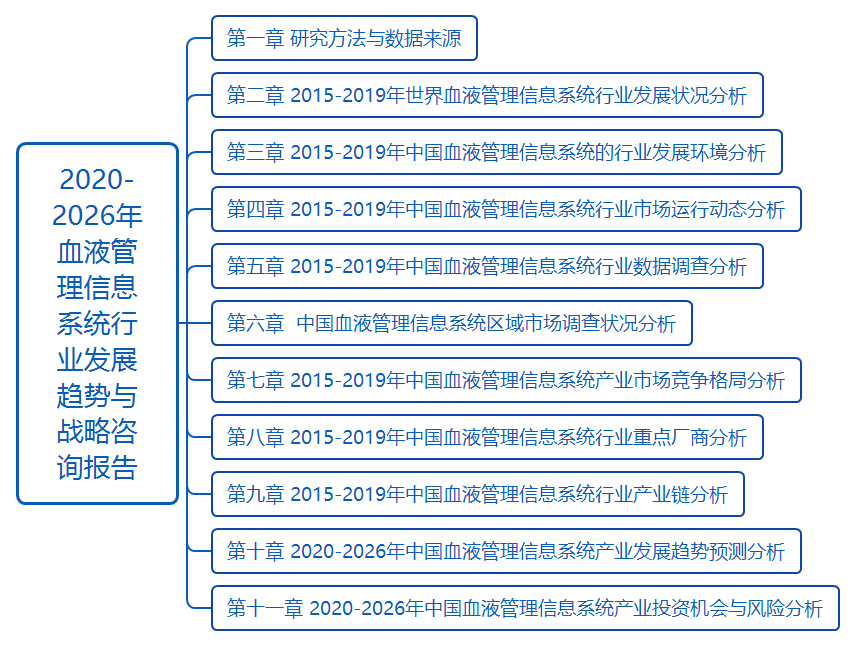 2020-
2026年
血液管
理信息
系统行
业发展
趋势与
战略咨
询报告
第一章 研究方法与数据来源
第二章 2015-2019年世界血液管理信息系统行业发展状况分析
第三章 2015-2019年中国血液管理信息系统的行业发展环境分析
第四章 2015-2019年中国血液管理信息系统行业市场运行动态分析
第五章 2015-2019年中国血液管理信息系统行业数据调查分析
第六章  中国血液管理信息系统区域市场调查状况分析
第七章 2015-2019年中国血液管理信息系统产业市场竞争格局分析
第八章 2015-2019年中国血液管理信息系统行业重点厂商分析
第九章 2015-2019年中国血液管理信息系统行业产业链分析
第十章 2020-2026年中国血液管理信息系统产业发展趋势预测分析
第十一章 2020-2026年中国血液管理信息系统产业投资机会与风险分析